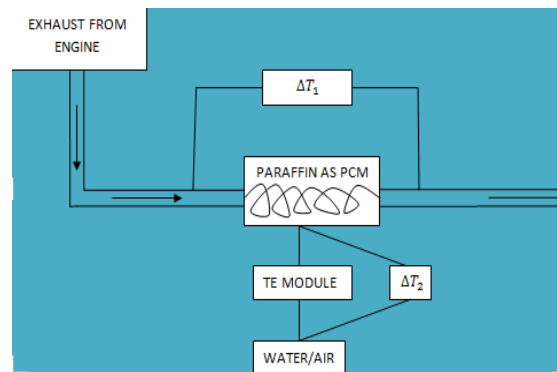 EXHAUST FROM
ENGINE
ΔT₁
PARAFFIN AS PCM
TE MODULE
ΔT₂
WATER/AIR